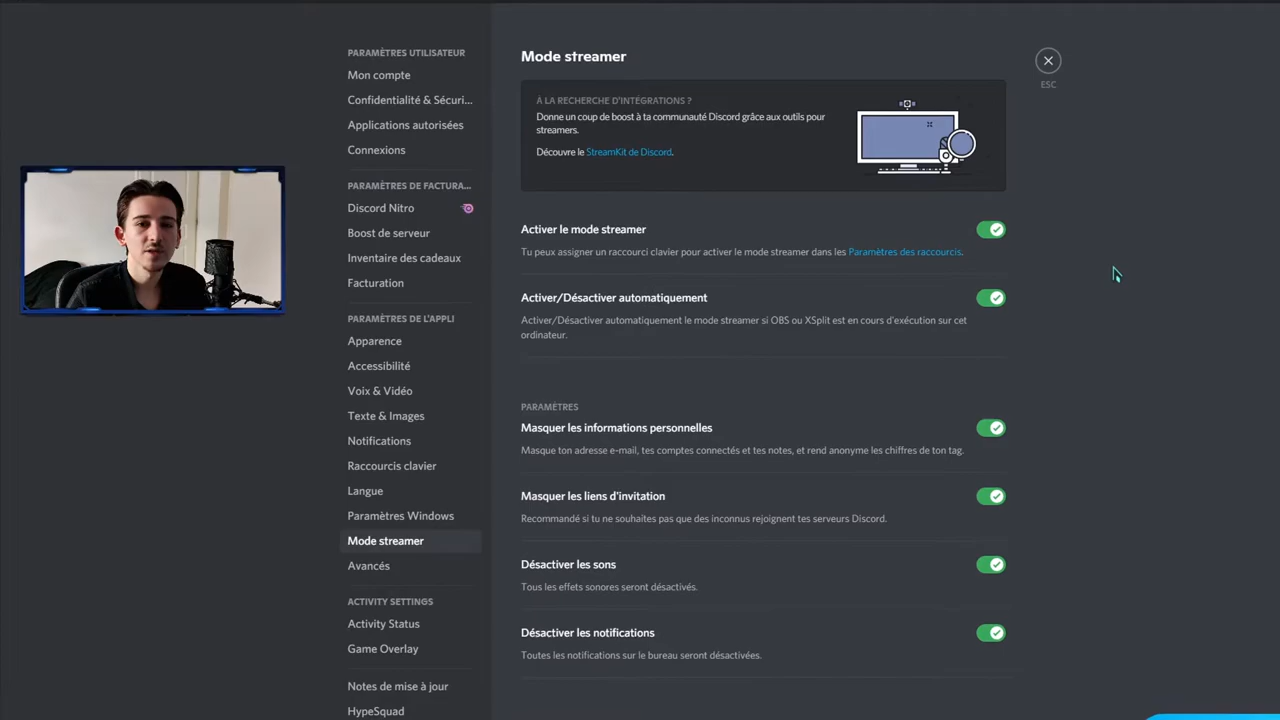 PARAMÈTRES UTILISATEUR
Mon compte
Confidentialité & Sécuri...
Applications autorisées
Connexions
PARAMÈTRES DE FACTURA...
Discord Nitro
Boost de serveur
Inventaire des cadeaux
Facturation
PARAMÈTRES DE L'APPLI
Apparence
Accessibilité
Voix & Vidéo
Texte & Images
Notifications
Raccourcis clavier
Langue
Paramètres Windows
Mode streamer
Avancés
ACTIVITY SETTINGS
Activity Status
Game Overlay
Notes de mise à jour
HypeSquad
Mode streamer
ESC
À LA RECHERCHE D'INTÉGRATIONS ?
Donne un coup de boost à ta communauté Discord grâce aux outils pour
streamers.
Découvre le StreamKit de Discord.
Activer le mode streamer
Tu peux assigner un raccourci clavier pour activer le mode streamer dans les Paramètres des raccourcis.
Activer/Désactiver automatiquement
Activer/Désactiver automatiquement le mode streamer si OBS ou XSplit est en cours d'exécution sur cet
ordinateur.
PARAMÈTRES
Masquer les informations personnelles
Masque ton adresse e-mail, tes comptes connectés et tes notes, et rend anonyme les chiffres de ton tag.
Masquer les liens d'invitation
Recommandé si tu ne souhaites pas que des inconnus rejoignent tes serveurs Discord.
Désactiver les sons
Tous les effets sonores seront désactivés.
Désactiver les notifications
Toutes les notifications sur le bureau seront désactivées.